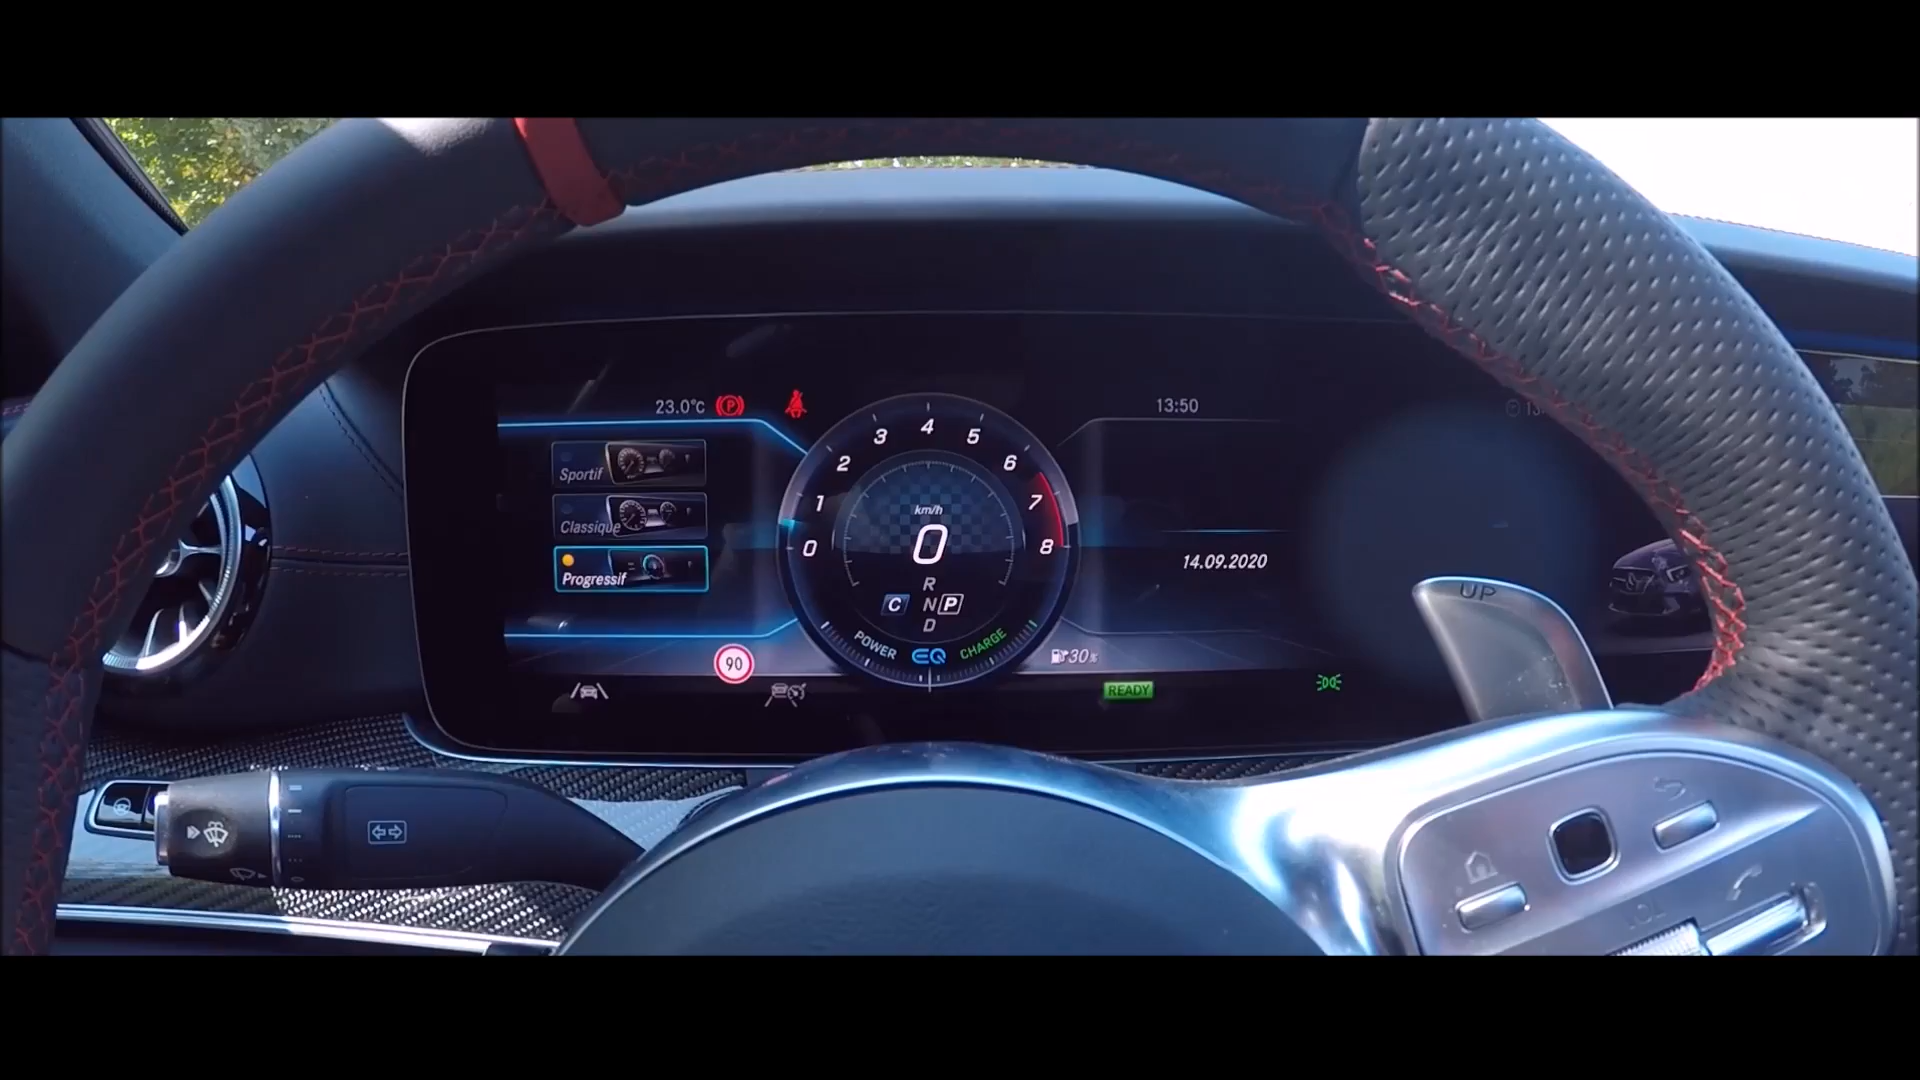 23.0°C
13:50
Sportif
Classique
Progressif
0 1 2 3 4 5 6 7 8
km/h
0
14.09.2020
R
C N P
D
POWER EQ CHARGE
90
30%
READY
UP